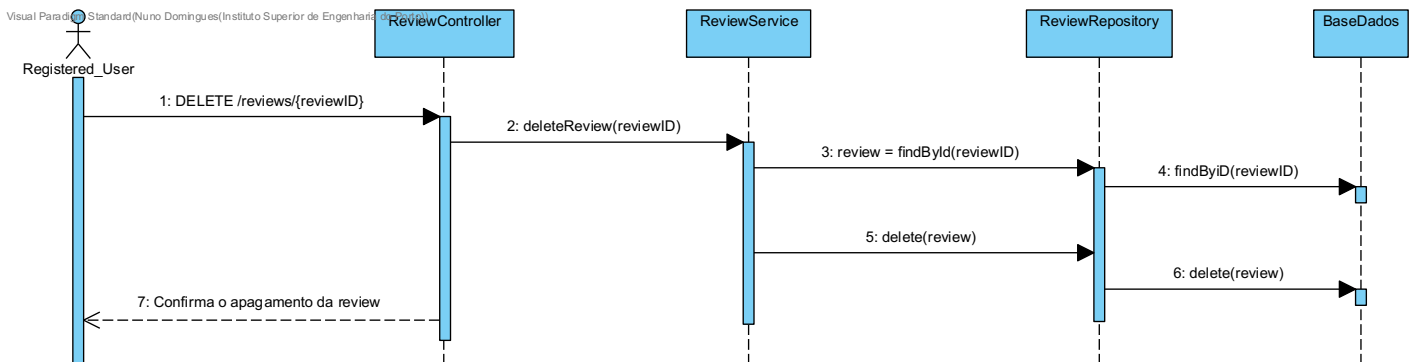 Visual Paradigm Standard(Nuno Domingues(Instituto Superior de Engenharia do Porto))
ReviewController
ReviewService
ReviewRepository
BaseDados
Registered_User
1: DELETE /reviews/{reviewID}
2: deleteReview(reviewID)
3: review = findById(reviewID)
4: findByiD(reviewID)
5: delete(review)
6: delete(review)
7: Confirma o apagamento da review